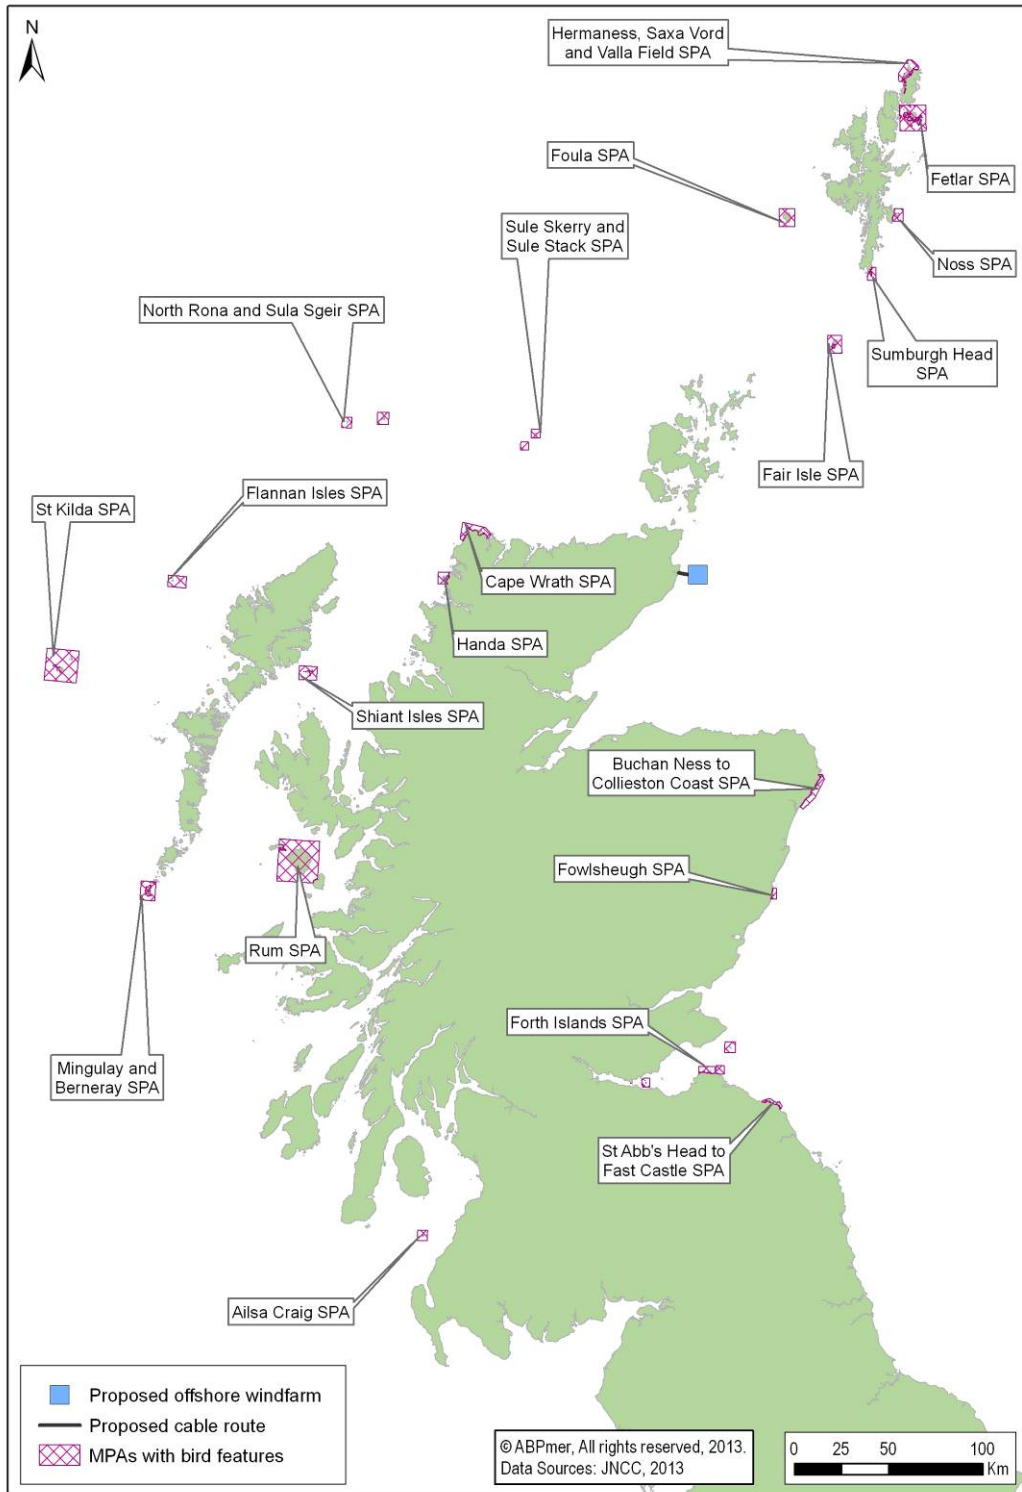 N
Hermaness, Saxa Vord
and Valla Field SPA
Foula SPA
Fetlar SPA
Sule Skerry and
Sule Stack SPA
Noss SPA
North Rona and Sula Sgeir SPA
Sumburgh Head
SPA
Fair Isle SPA
Flannan Isles SPA
St Kilda SPA
Cape Wrath SPA
Handa SPA
Shiant Isles SPA
Buchan Ness to
Collieston Coast SPA
Fowlsheugh SPA
Rum SPA
Forth Islands SPA
Mingulay and
Berneray SPA
St Abb's Head to
Fast Castle SPA
Ailsa Craig SPA
Proposed offshore windfarm
Proposed cable route
MPAs with bird features
© ABPmer, All rights reserved, 2013.
Data Sources: JNCC, 2013
0 25 50 100
Km